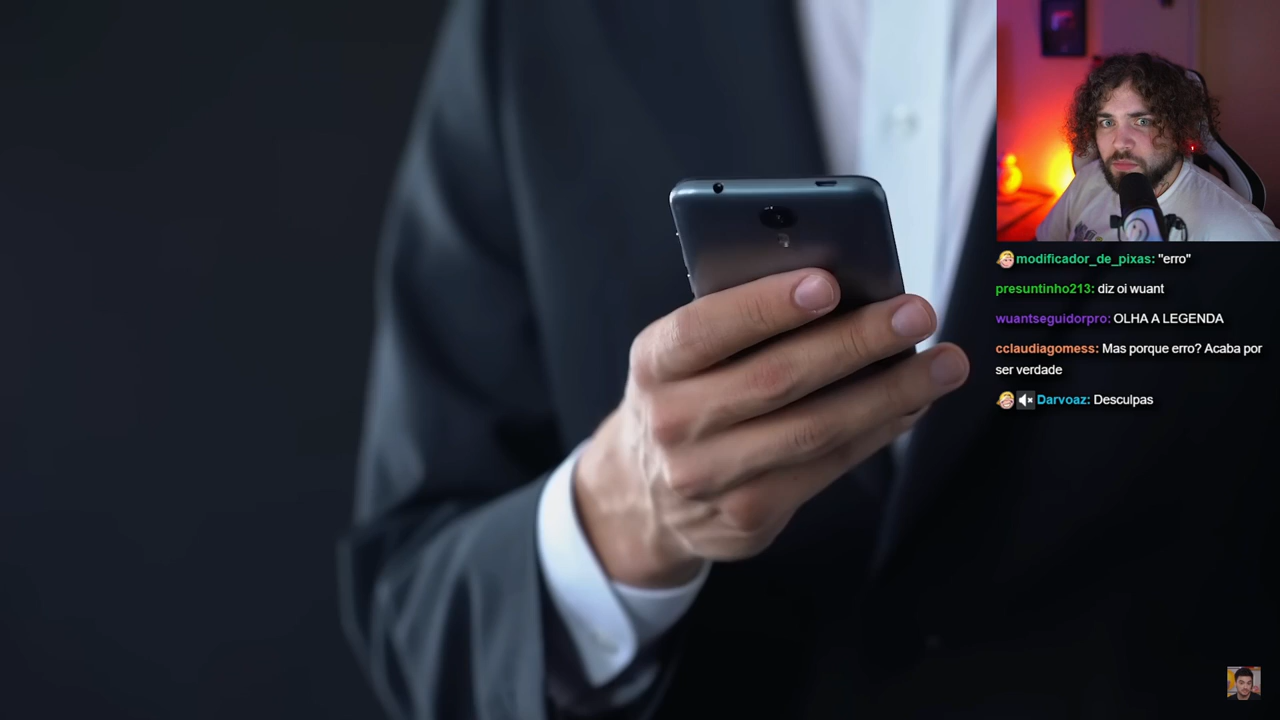 modificador_de_pixas: "erro"
presuntinho213: diz oi wuant
wuantseguidorpro: OLHA A LEGENDA
cclaudiagomess: Mas porque erro? Acaba por
ser verdade
Darvoaz: Desculpas